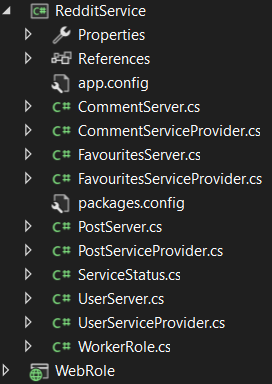 RedditService
Properties
References
app.config
C# CommentServer.cs
C# CommentServiceProvider.cs
C# FavouritesServer.cs
C# FavouritesServiceProvider.cs
packages.config
C# PostServer.cs
C# PostServiceProvider.cs
C# ServiceStatus.cs
C# UserServer.cs
C# UserServiceProvider.cs
C# WorkerRole.cs
WebRole